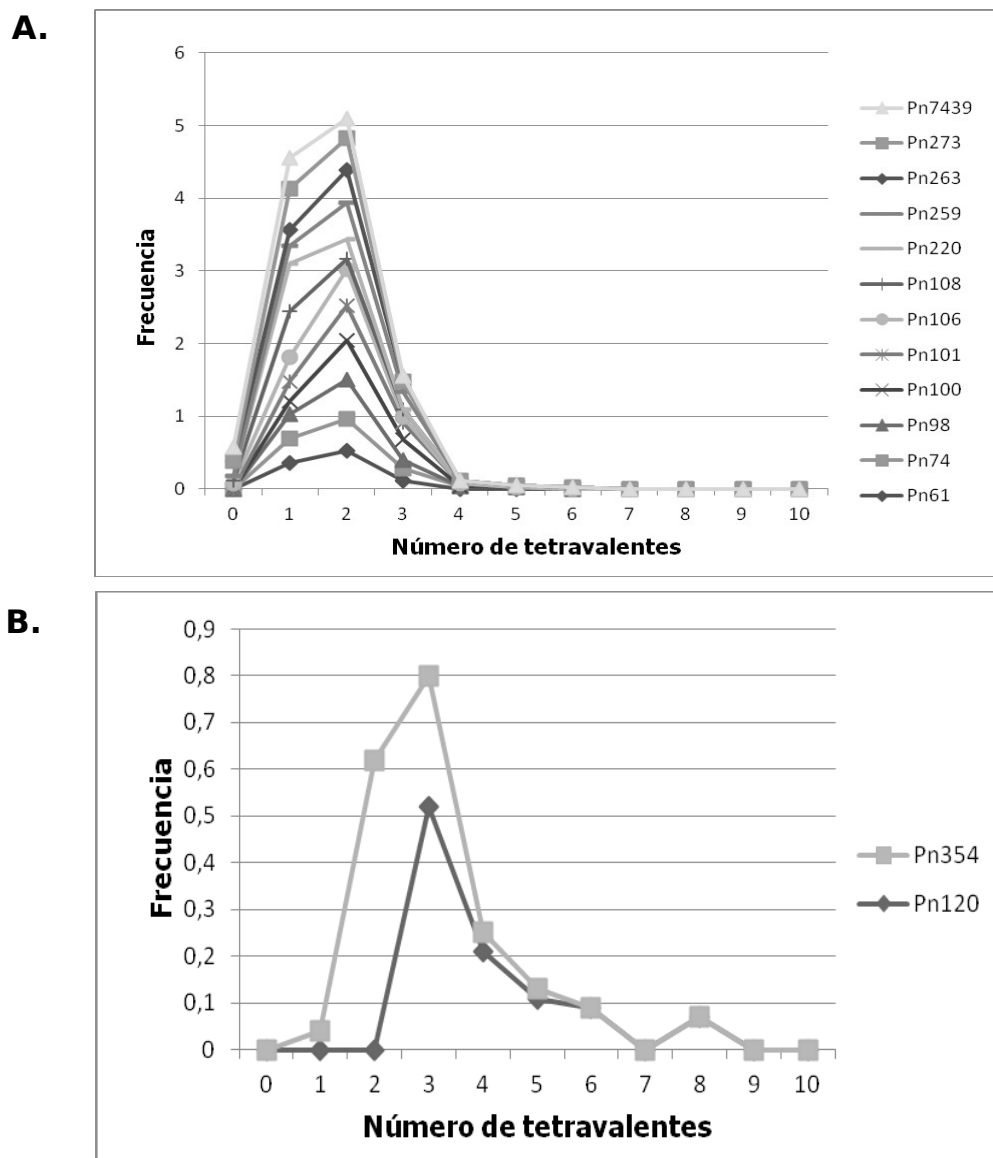 A.
6
5
4
3
2
1
0
Frecuencia
0 1 2 3 4 5 6 7 8 9 10
Número de tetravalentes
Pn7439
Pn273
Pn263
Pn259
Pn220
Pn108
Pn106
Pn101
Pn100
Pn98
Pn74
Pn61
B.
0,9
0,8
0,7
0,6
0,5
0,4
0,3
0,2
0,1
0
Frecuencia
0 1 2 3 4 5 6 7 8 9 10
Número de tetravalentes
Pn354
Pn120